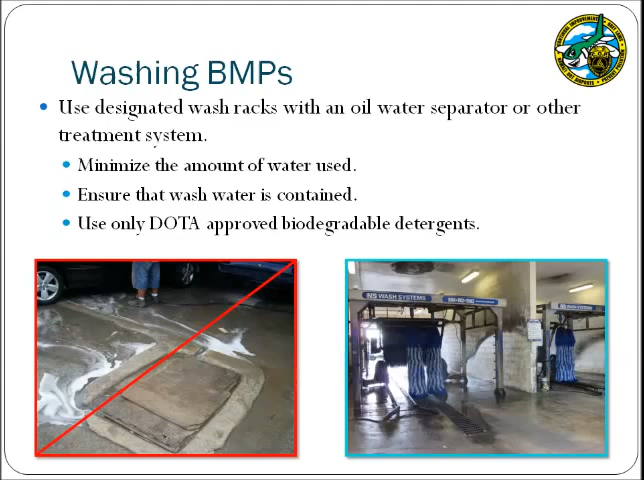 Washing BMPs
Use designated wash racks with an oil water separator or other
treatment system.
Minimize the amount of water used.
Ensure that wash water is contained.
Use only DOTA approved biodegradable detergents.
NS WASH SYSTEMS